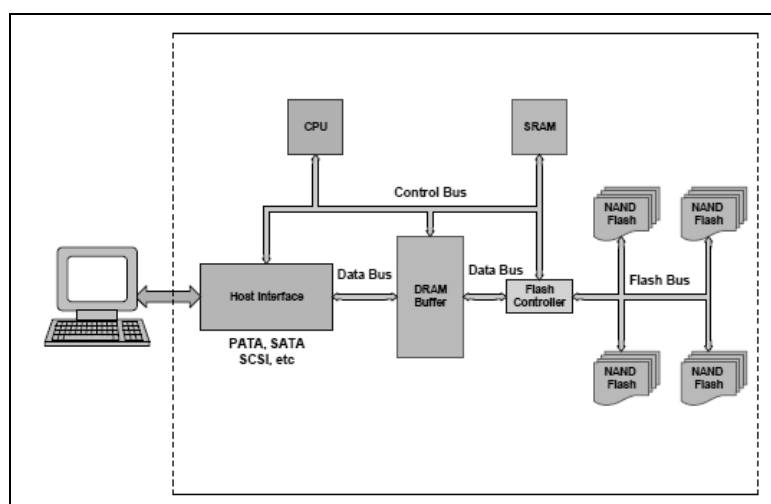 CPU
SRAM
Control Bus
NAND
Flash
NAND
Flash
Host Interface
Data Bus
DRAM
Buffer
Data Bus
Flash
Controller
Flash Bus
PATA, SATA
SCSI, etc
NAND
Flash
NAND
Flash